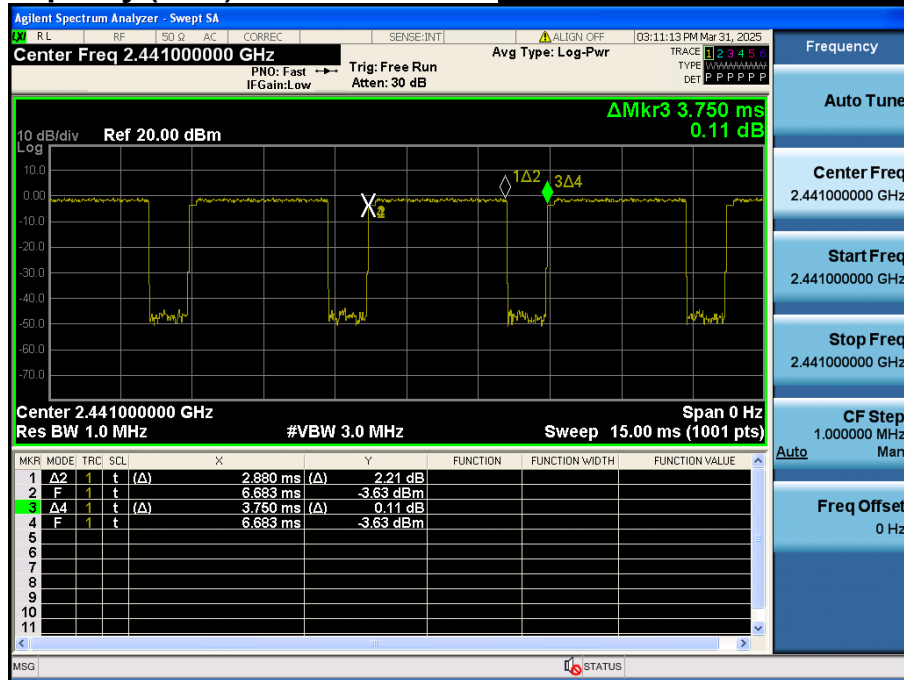 Agilent Spectrum Analyzer - Swept SA
LXI RL RF 50 Ω AC CORREC SENSE:INT ALIGN OFF 03:11:13 PM Mar 31, 2025
Center Freq 2.441000000 GHz
PNO: Fast
IFGain:Low
Trig: Free Run
Atten: 30 dB
Avg Type: Log-Pwr
TRACE 1 2 3 4 5 6
TYPE WWWWWW
DET P P P P P P
ΔMkr3 3.750 ms
0.11 dB
10 dB/div Ref 20.00 dBm
Log
10.0
0.00
-10.0
-20.0
-30.0
-40.0
-50.0
-60.0
-70.0
1Δ2
3Δ4
Center 2.441000000 GHz Span 0 Hz
Res BW 1.0 MHz #VBW 3.0 MHz Sweep 15.00 ms (1001 pts)
MKR MODE TRC SCL X Y FUNCTION FUNCTION WIDTH FUNCTION VALUE
1 Δ2 1 t (Δ) 2.880 ms (Δ) 2.21 dB
2 F 1 t 6.683 ms -3.63 dBm
3 Δ4 1 t (Δ) 3.750 ms (Δ) 0.11 dB
4 F 1 t 6.683 ms -3.63 dBm
5
6
7
8
9
10
11
MSG STATUS
Frequency
Auto Tune
Center Freq
2.441000000 GHz
Start Freq
2.441000000 GHz
Stop Freq
2.441000000 GHz
CF Step
1.000000 MHz
Auto Man
Freq Offset
0 Hz